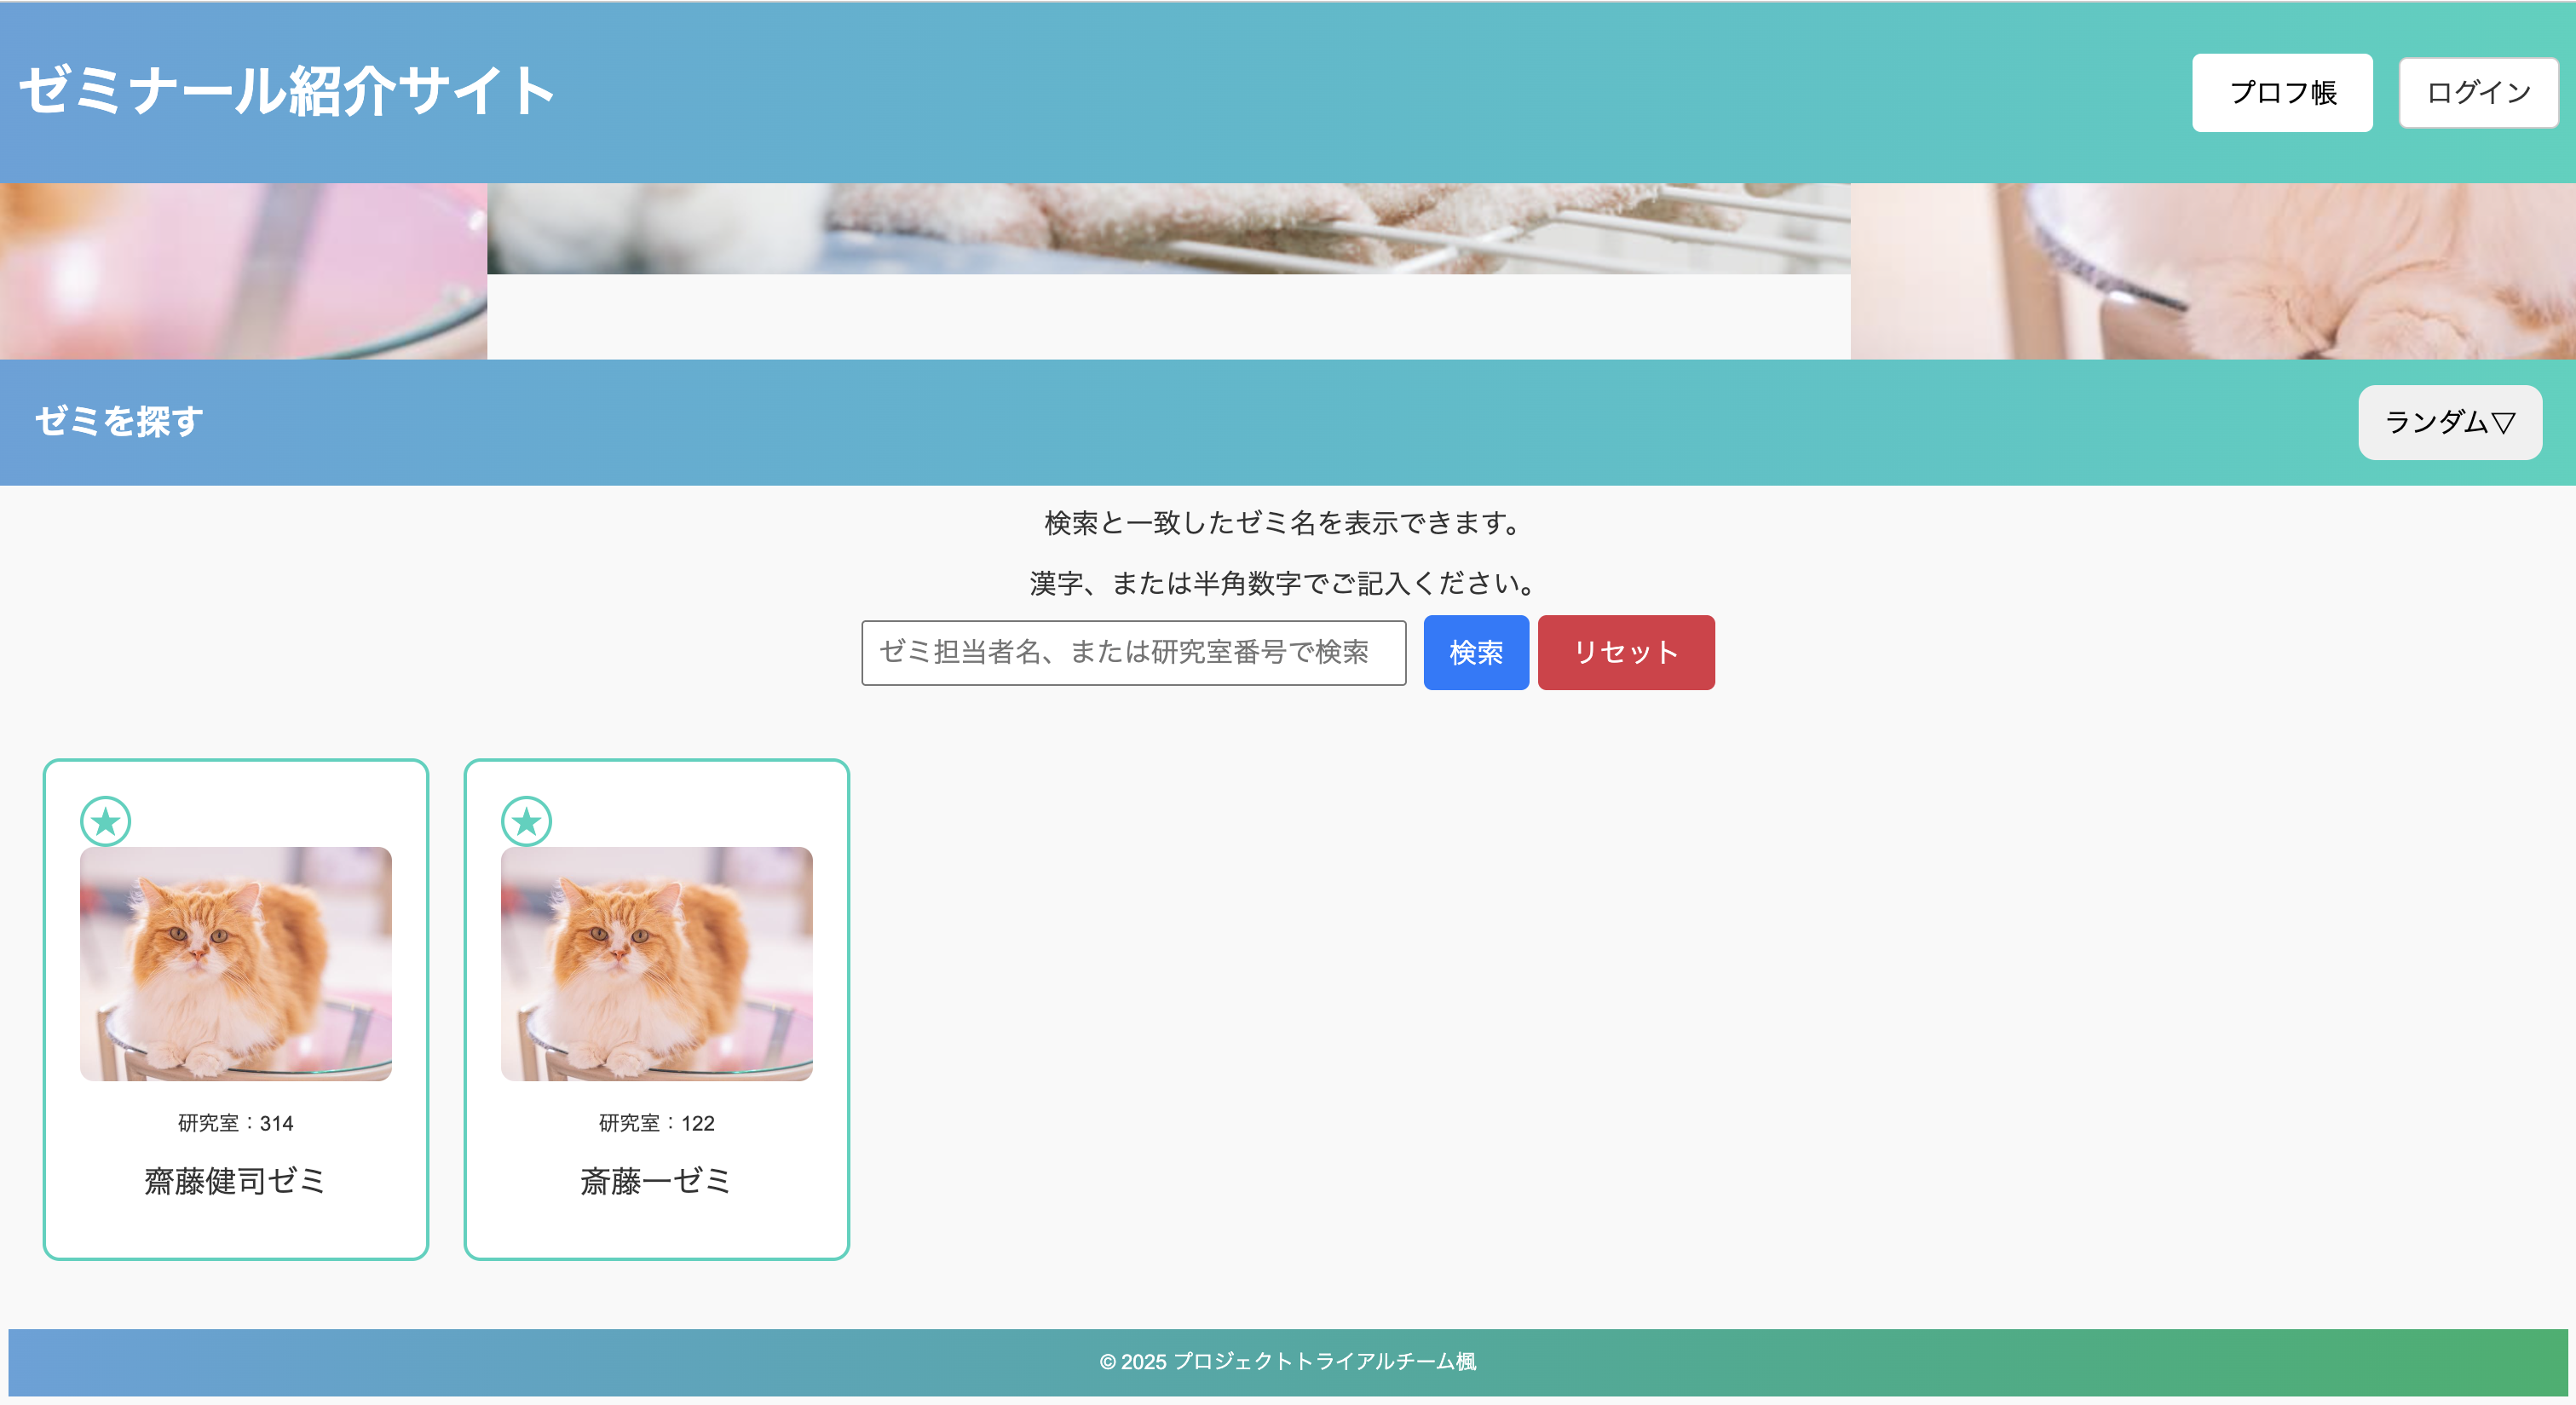 ゼミナール紹介サイト
プロフ帳
ログイン
ゼミを探す
ランダム▽
検索と一致したゼミ名を表示できます。
漢字、または半角数字でご記入ください。
ゼミ担当者名、または研究室番号で検索
検索
リセット
★
★
研究室：314
研究室：122
齋藤健司ゼミ
斎藤一ゼミ
© 2025 プロジェクトトライアルチーム楓